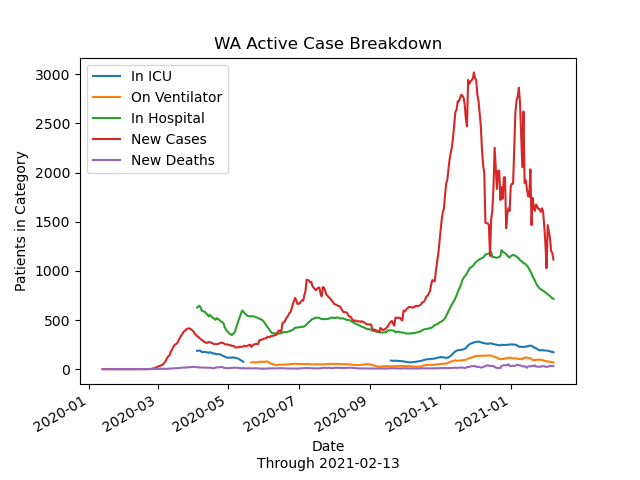 WA Active Case Breakdown
In ICU
On Ventilator
In Hospital
New Cases
New Deaths
Patients in Category
3000
2500
2000
1500
1000
500
0
2020-01
2020-03
2020-05
2020-07
2020-09
2020-11
2021-01
Date
Through 2021-02-13